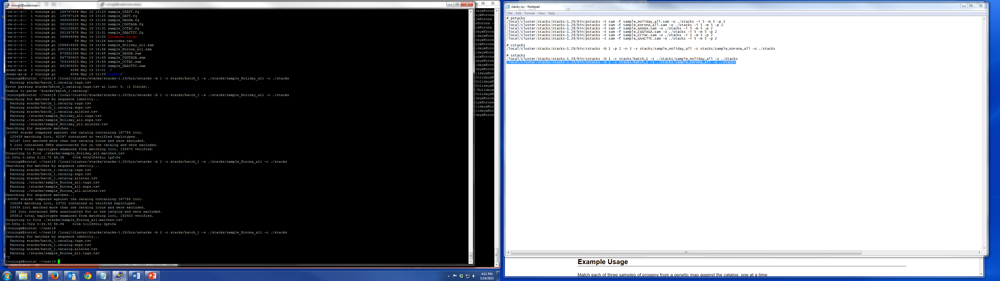 viningk@waterman:~
-rw-r--r--  1 viningk pi  184767854 May 19 13:23 sample_GTATT.fq
-rw-r--r--  1 viningk pi  139787126 May 19 13:25 sample_GATT.fq
-rw-r--r--  1 viningk pi  390505933 May 19 13:29 sample_GAGGA.fq
-rw-r--r--  1 viningk pi  391049133 May 19 13:30 sample_CGGTAGA.fq
-rw-r--r--  1 viningk pi  332109925 May 19 13:31 sample_CCTAC.fq
-rw-r--r--  1 viningk pi  281247678 May 19 13:31 sample_GAACTTC.fq
-rw-r--r--  1 viningk pi  599844996 May 19 13:53 Illumina.fq.gz
-rw-r--r--  1 viningk pi         39 May 19 14:26 barcodes.txt
-rw-r--r--  1 viningk pi 1088614635 May 19 14:45 sample_Holiday_all.sam
-rw-r--r--  1 viningk pi 2001141930 May 19 14:46 sample_Korona_all.sam
-rw-r--r--  1 viningk pi  873802186 May 19 14:48 sample_GAGGA.sam
-rw-r--r--  1 viningk pi  867780603 May 19 14:49 sample_CGGTAGA.sam
-rw-r--r--  1 viningk pi  703184823 May 19 14:49 sample_CCTAC.sam
-rw-r--r--  1 viningk pi  641905591 May 19 14:50 sample_GAACTTC.sam
drwxr-xr-x  3 viningk pi       4096 May 19 15:01 ./
drwxr-xr-x  2 viningk pi       4096 May 19 15:53 stacks/
[viningk@roots1 ~/test]$ /local/cluster/stacks/stacks-1.19/bin/sstacks -b 1 -c stacks/batch_1 -s ./stacks/sample_Holiday_all -o ./stacks
  Parsing stacks/batch_1.catalog.tags.tsv
Error parsing stacks/batch_1.catalog.tags.tsv at line: 0. (1 fields).
Unable to parse 'stacks/batch_1.catalog'
[viningk@roots1 ~/test]$ /local/cluster/stacks/stacks-1.29/bin/sstacks -b 1 -c stacks/batch_1 -s ./stacks/sample_Holiday_all -o ./stacks
Searching for matches by sequence identity...
  Parsing stacks/batch_1.catalog.tags.tsv
  Parsing stacks/batch_1.catalog.snps.tsv
  Parsing stacks/batch_1.catalog.alleles.tsv
  Parsing ./stacks/sample_Holiday_all.tags.tsv
  Parsing ./stacks/sample_Holiday_all.snps.tsv
  Parsing ./stacks/sample_Holiday_all.alleles.tsv
Searching for sequence matches...
120645 stacks compared against the catalog containing 167784 loci.
  120438 matching loci, 42167 contained no verified haplotypes.
  42167 loci matched more than one catalog locus and were excluded.
  0 loci contained SNPs unaccounted for in the catalog and were excluded.
  231876 total haplotypes examined from matching loci, 132670 verified.
Outputing to file ./stacks/sample_Holiday_all.matches.tsv
22.050u 0.563s 0:22.75 99.3%    0+0k 4432+8408io 1pf+0w
[viningk@roots1 ~/test]$ /local/cluster/stacks/stacks-1.29/bin/sstacks -b 2 -c stacks/batch_1 -s ./stacks/sample_Korona_all -o ./stacks
Searching for matches by sequence identity...
  Parsing stacks/batch_1.catalog.tags.tsv
  Parsing stacks/batch_1.catalog.snps.tsv
  Parsing stacks/batch_1.catalog.alleles.tsv
  Parsing ./stacks/sample_Korona_all.tags.tsv
  Parsing ./stacks/sample_Korona_all.snps.tsv
  Parsing ./stacks/sample_Korona_all.alleles.tsv
Searching for sequence matches...
164080 stacks compared against the catalog containing 167784 loci.
  158264 matching loci, 53702 contained no verified haplotypes.
  53439 loci matched more than one catalog locus and were excluded.
  263 loci contained SNPs unaccounted for in the catalog and were excluded.
  283812 total haplotypes examined from matching loci, 182923 verified.
Outputing to file ./stacks/sample_Korona_all.matches.tsv
33.830u 0.702s 0:34.59 99.8%    0+0k 0+11880io 0pf+0w
[viningk@roots1 ~/test]$
[viningk@roots1 ~/test]$ /local/cluster/stacks/stacks-1.29/bin/sstacks -b 2 -c stacks/batch_1 -s ./stacks/sample_Korona_all -o ./stacks
Searching for matches by sequence identity...
  Parsing stacks/batch_1.catalog.tags.tsv
  Parsing stacks/batch_1.catalog.snps.tsv
  Parsing stacks/batch_1.catalog.alleles.tsv
  Parsing ./stacks/sample_Korona_all.tags.tsv
^C
[viningk@roots1 ~/test]$
stacks-ws - Notepad
File Edit Format View Help
# pstacks
/local/cluster/stacks/stacks-1.29/bin/pstacks -t sam -f sample_Holiday_all.sam -o ./stacks -i 5 -m 5 -p 2
/local/cluster/stacks/stacks-1.29/bin/pstacks -t sam -f sample_Korona_all.sam -o ./stacks -i 5 -m 5 -p 2
/local/cluster/stacks/stacks-1.29/bin/pstacks -t sam -f sample_GAGGA.sam -o ./stacks -i 5 -m 5 -p 2
/local/cluster/stacks/stacks-1.29/bin/pstacks -t sam -f sample_CGGTAGA.sam -o ./stacks -i 5 -m 5 -p 2
/local/cluster/stacks/stacks-1.29/bin/pstacks -t sam -f sample_CCTAC.sam -o ./stacks -i 5 -m 5 -p 2
/local/cluster/stacks/stacks-1.29/bin/pstacks -t sam -f sample_GAACTTC.sam -o ./stacks -i 5 -m 5 -p 2
# cstacks
/local/cluster/stacks/stacks-1.29/bin/cstacks -b 1 -p 2 -n 3 -s stacks/sample_Holiday_all -s stacks/sample_Korona_all -o ./stacks
# sstacks
/local/cluster/stacks/stacks-1.29/bin/sstacks -b 1 -c stacks/batch_1 -s ./stacks/sample_Holiday_all -o ./stacks
/local/cluster/stacks/stacks-1.29/bin/sstacks -b 2 -c stacks/batch_1 -s ./stacks/sample_Korona_all -o ./stacks
Example Usage
Match each of three samples of progeny from a genetic map against the catalog, one at a time:
4:11 PM
5/19/2015